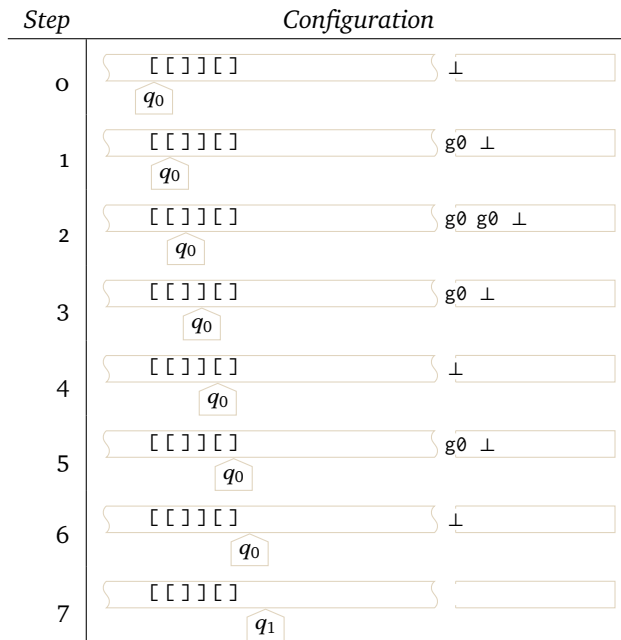 Step Configuration
0 [ [ ] ] [ ] ⊥
q0
1 [ [ ] ] [ ] g0 ⊥
q0
2 [ [ ] ] [ ] g0 g0 ⊥
q0
3 [ [ ] ] [ ] g0 ⊥
q0
4 [ [ ] ] [ ] ⊥
q0
5 [ [ ] ] [ ] g0 ⊥
q0
6 [ [ ] ] [ ] ⊥
q0
7 [ [ ] ] [ ]
q1